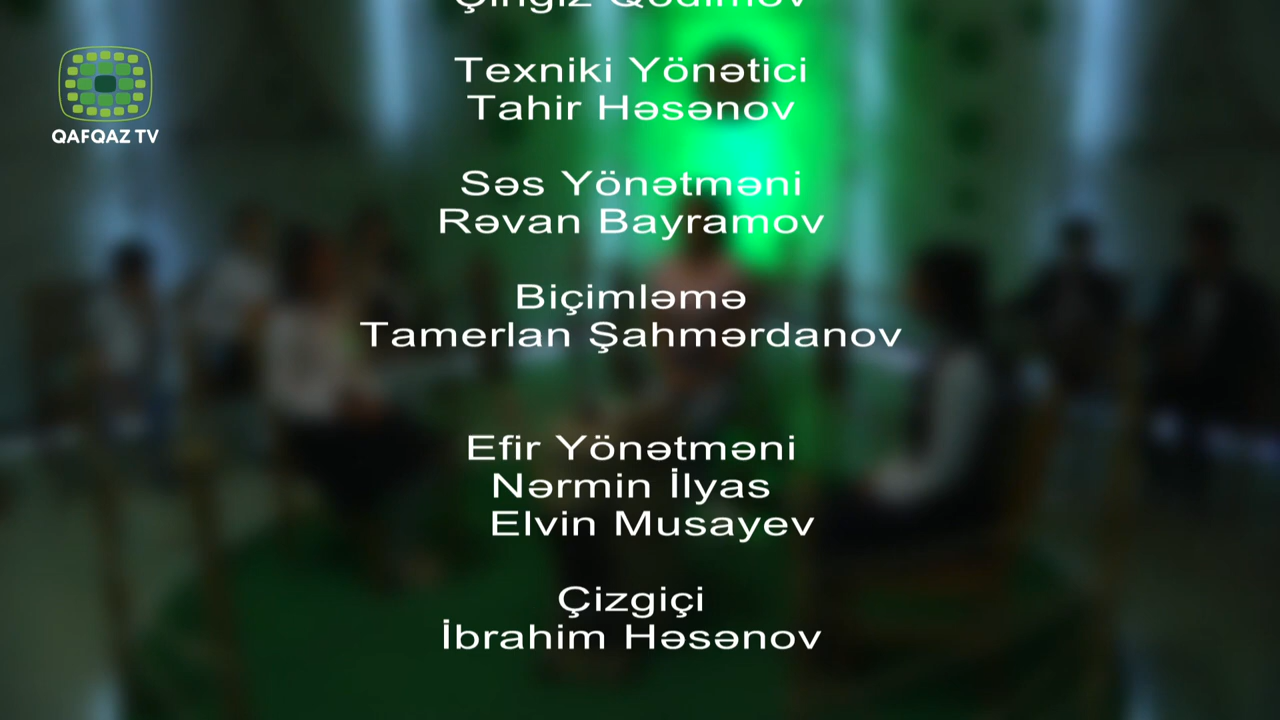 Texniki Yönətici
Tahir Həsənov
Səs Yönətməni
Rəvan Bayramov
Biçimləmə
Tamerlan Şahmərdanov
Efir Yönətməni
Nərmin İlyas
Elvin Musayev
Çizgiçi
İbrahim Həsənov
QAFQAZ TV